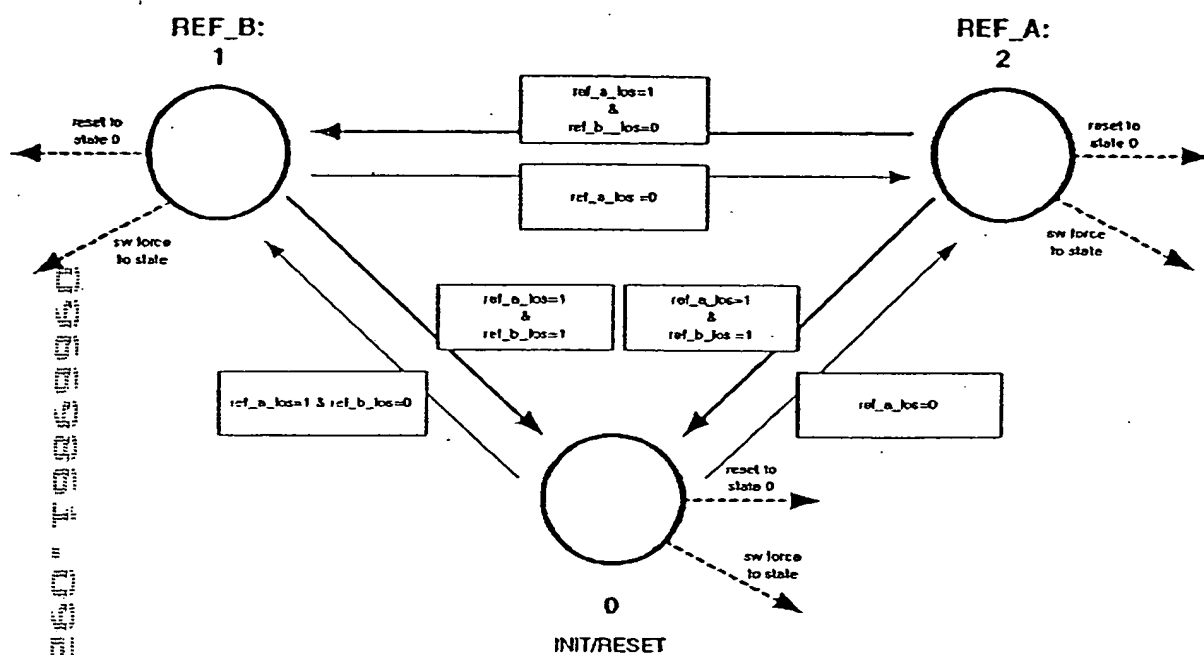 REF_B:
1
REF_A:
2
reset to
state 0
sw force
to state
ref_a_los=1
&
ref_b_los=0
ref_a_los =0
reset to
state 0
sw force
to state
ref_a_los=1
&
ref_b_los=1
ref_a_los=1
&
ref_b_los =1
ref_a_los=1 & ref_b_los=0
ref_a_los=0
reset to
state 0
sw force
to state
0
INIT/RESET